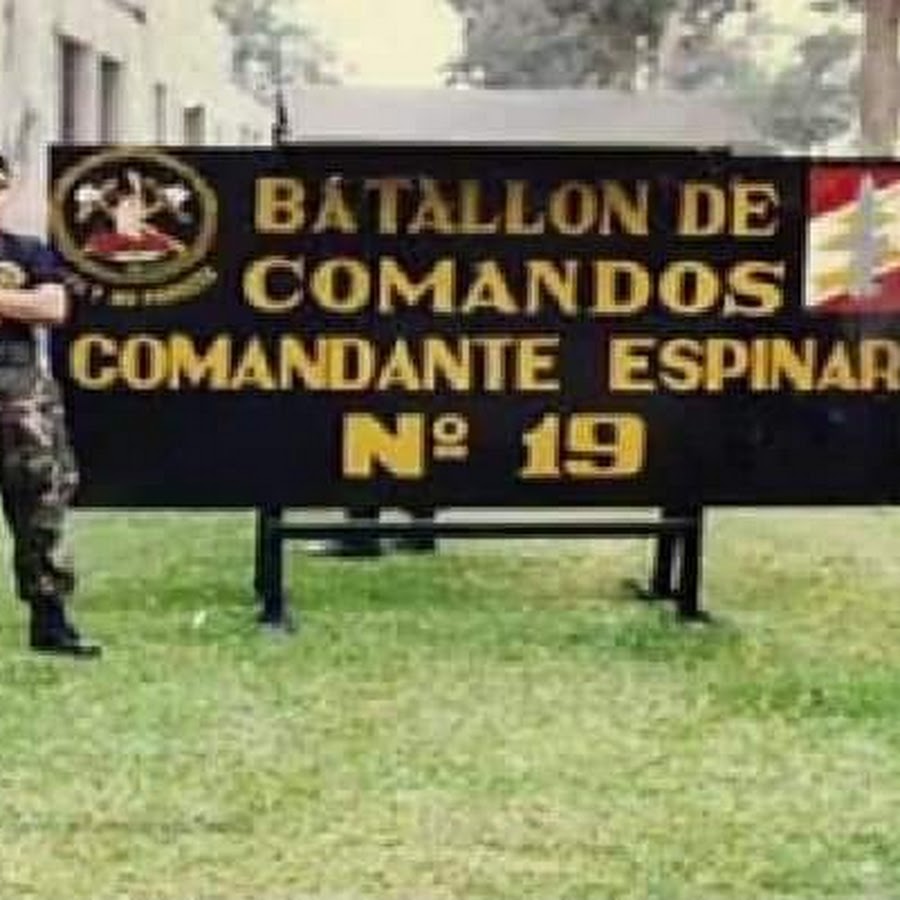 BATALLON DE
COMANDOS
COMANDANTE ESPINAR
Nº 19